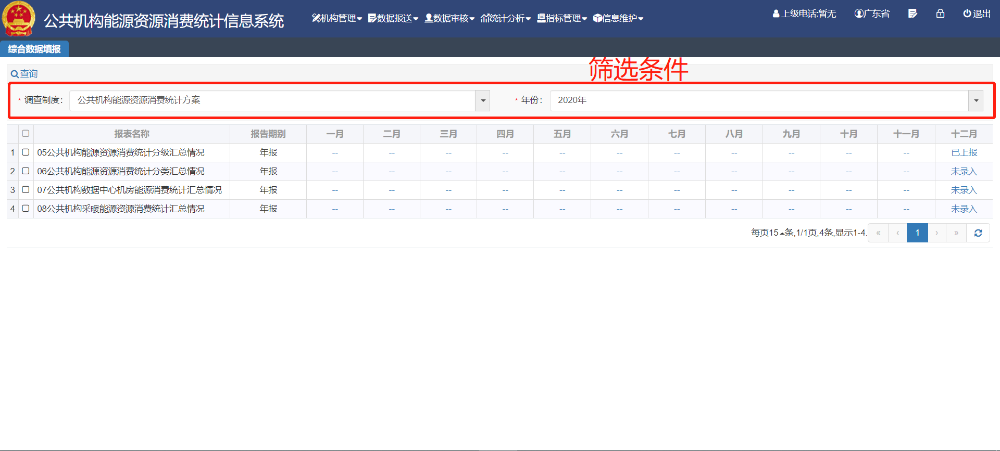 公共机构能源资源消费统计信息系统 机构管理 数据报送 数据审核 统计分析 指标管理 信息维护 上级电话:暂无 广东省 退出
综合数据填报
筛选条件
查询
* 调查制度： 公共机构能源资源消费统计方案 * 年份： 2020年
报表名称 报告期别 一月 二月 三月 四月 五月 六月 七月 八月 九月 十月 十一月 十二月
1 05公共机构能源资源消费统计分级汇总情况 年报 -- -- -- -- -- -- -- -- -- -- -- 已上报
2 06公共机构能源资源消费统计分类汇总情况 年报 -- -- -- -- -- -- -- -- -- -- -- 未录入
3 07公共机构数据中心机房能源消费统计汇总情况 年报 -- -- -- -- -- -- -- -- -- -- -- 未录入
4 08公共机构采暖能源资源消费统计汇总情况 年报 -- -- -- -- -- -- -- -- -- -- -- 未录入
每页15条,1/1页,4条,显示1-4. « ‹ 1 › »